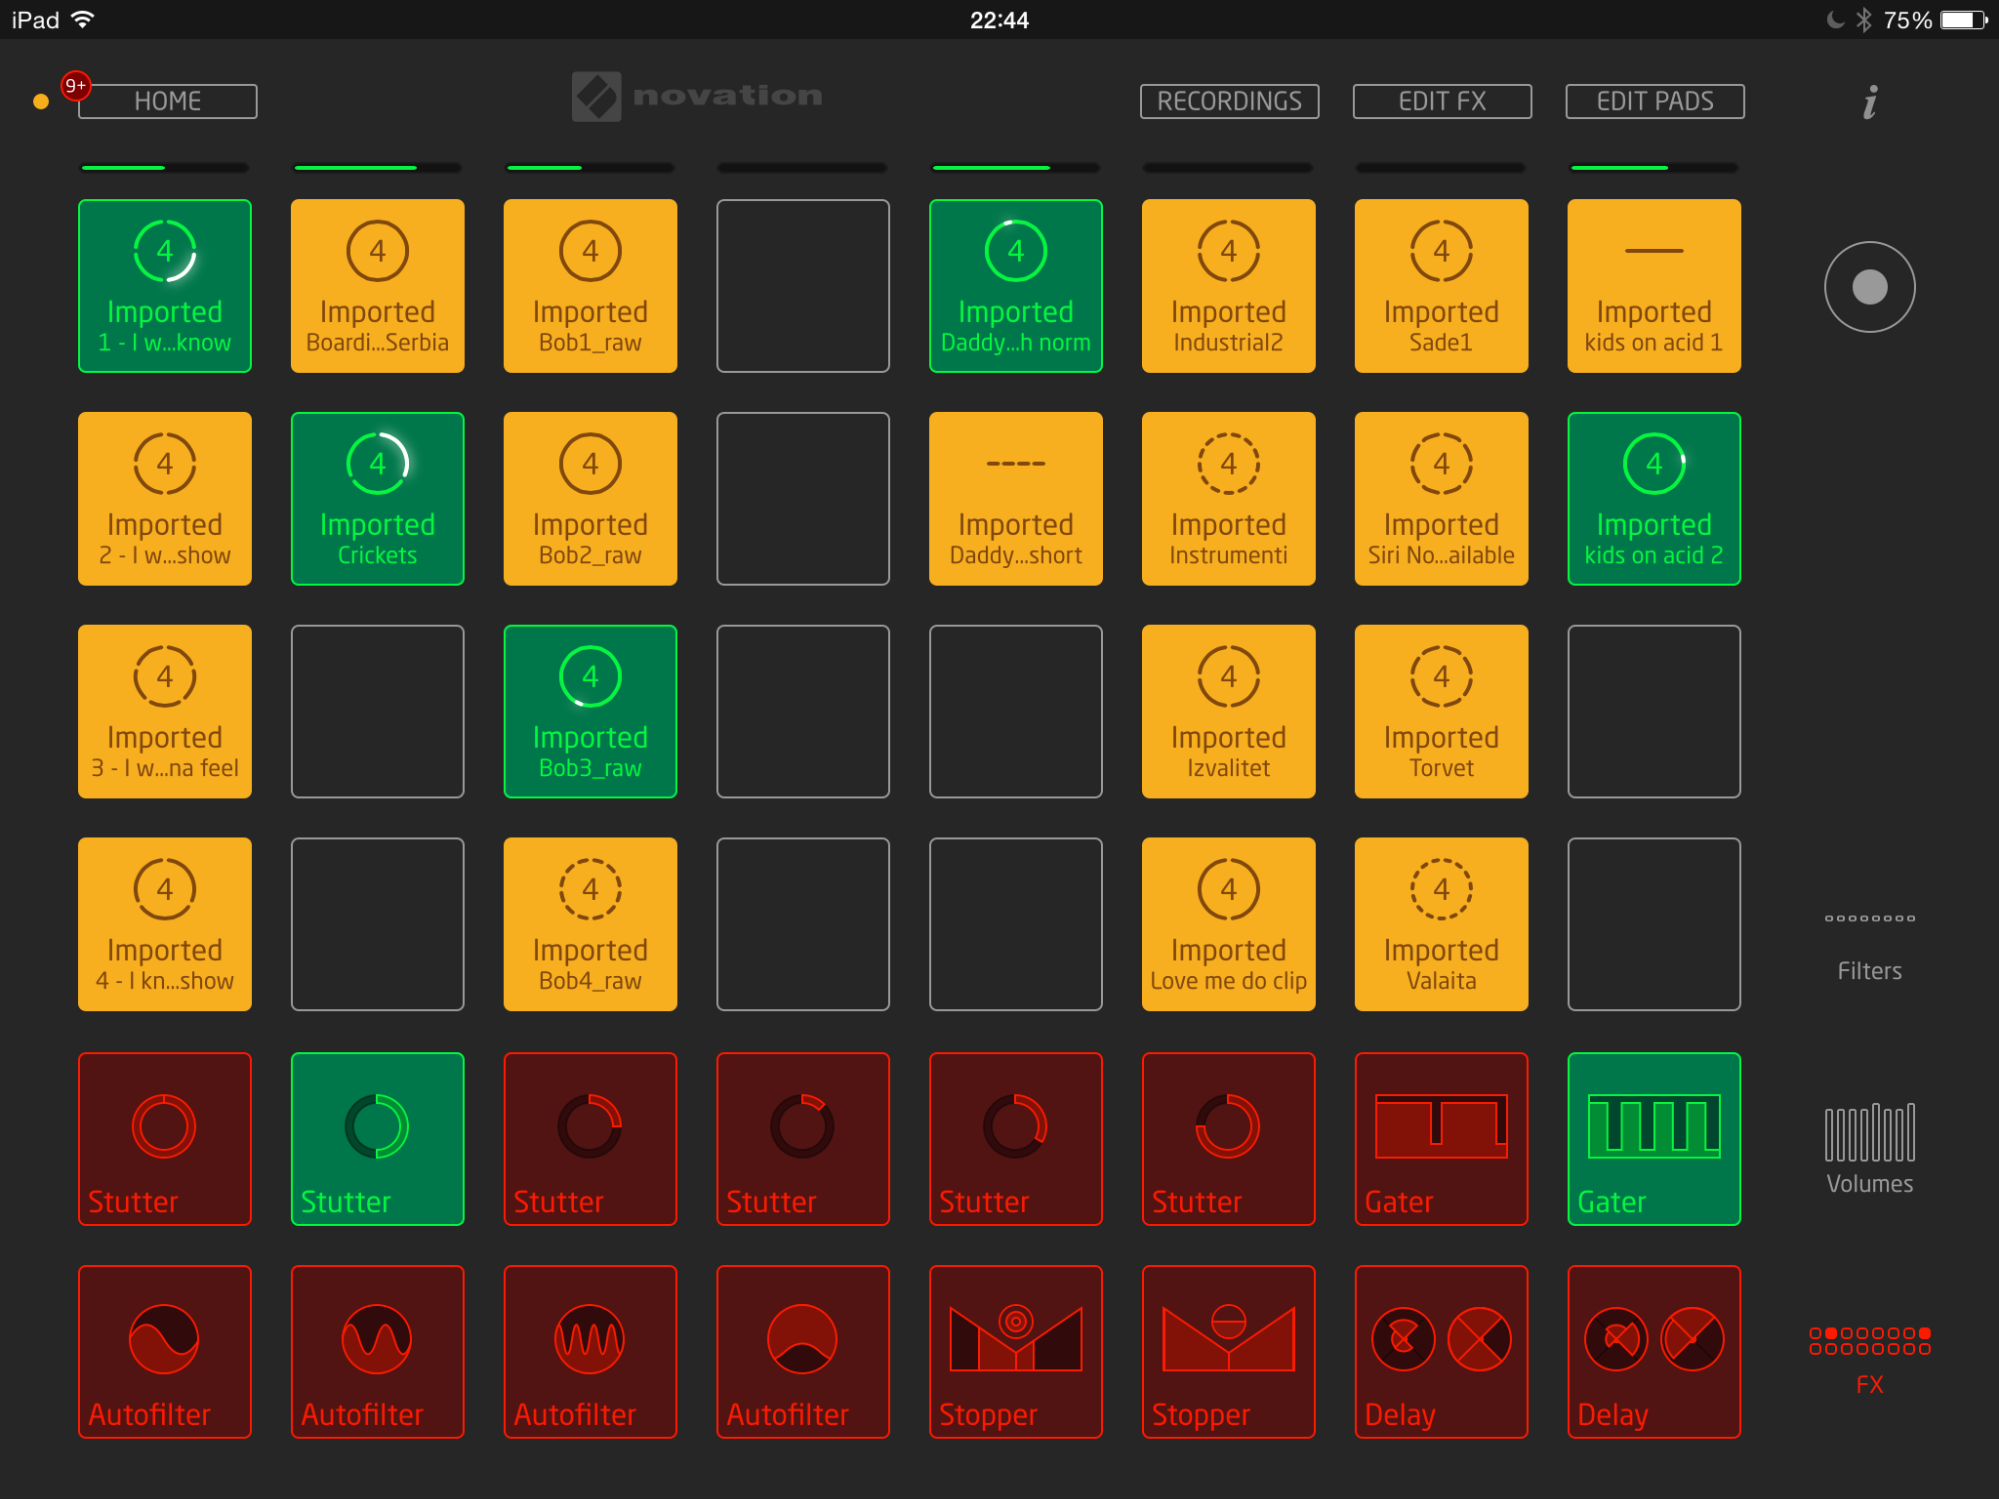 iPad 22:44 75%
9+
HOME novation RECORDINGS EDIT FX EDIT PADS i
4 4 4 4 4 4
Imported Imported Imported Imported Imported Imported Imported
1 - I w...know Boardi...Serbia Bob1_raw Daddy...h norm Industrial2 Sade1 kids on acid 1
4 4 4 4 4 4
Imported Imported Imported Imported Imported Imported Imported
2 - I w...show Crickets Bob2_raw Daddy...short Instrumenti Siri No...ailable kids on acid 2
4 4 4 4
Imported Imported Imported Imported
3 - I w...na feel Bob3_raw Izvalitet Torvet
4 4 4 4
Imported Imported Imported Imported
4 - I kn...show Bob4_raw Love me do clip Valaita
Filters
Stutter Stutter Stutter Stutter Stutter Stutter Gater Gater
Volumes
Autofilter Autofilter Autofilter Autofilter Stopper Stopper Delay Delay
FX